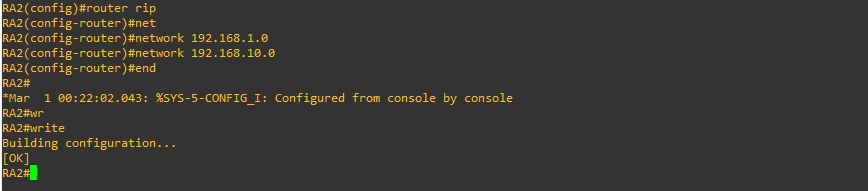 RA2(config)#router rip
RA2(config-router)#net
RA2(config-router)#network 192.168.1.0
RA2(config-router)#network 192.168.10.0
RA2(config-router)#end
RA2#
*Mar  1 00:22:02.043: %SYS-5-CONFIG_I: Configured from console by console
RA2#wr
RA2#write
Building configuration...
[OK]
RA2#